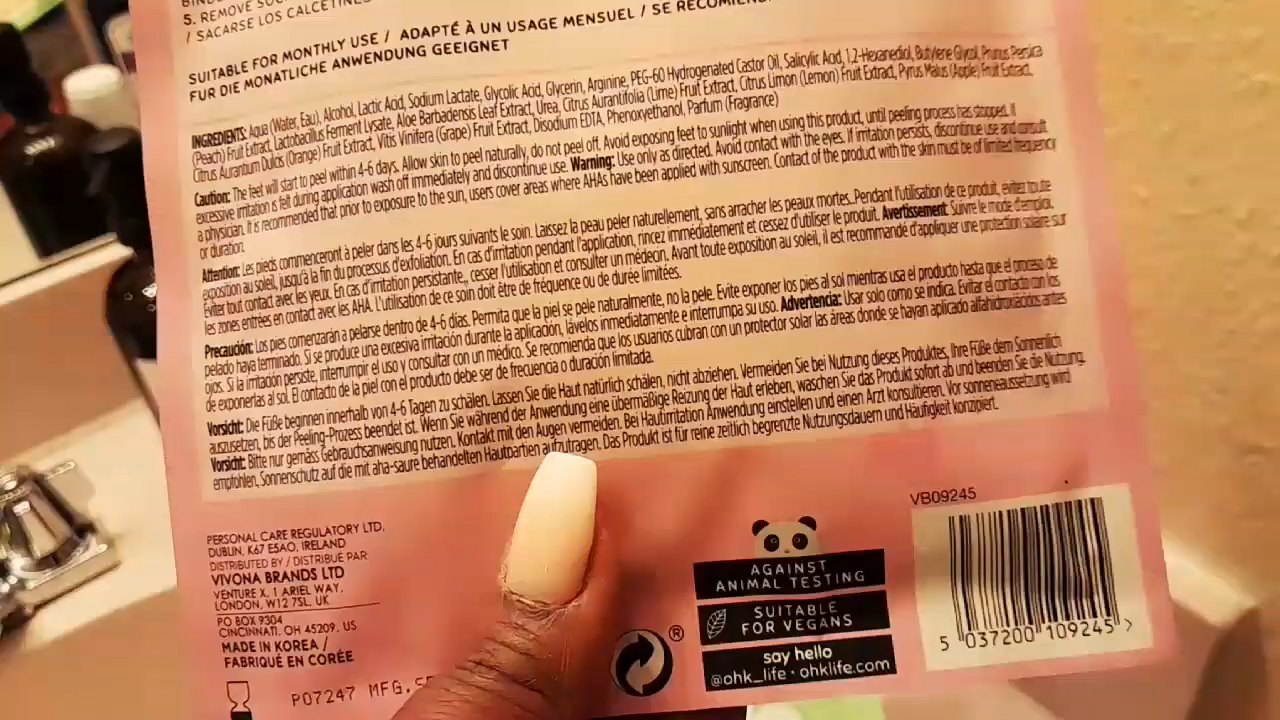 5. REMOVE
/ SACARSE LOS CALCETINES
SUITABLE FOR MONTHLY USE / ADAPTÉ À UN USAGE MENSUEL / SE RECOMIEND
FUR DIE MONATLICHE ANWENDUNG GEEIGNET
INGREDIENTS: Aqua (Water, Eau), Alcohol, Lactic Acid, Sodium Lactate, Glycolic Acid, Glycerin, Arginine, PEG-60 Hydrogenated Castor Oil, Salicylic Acid, 1,2-Hexanediol, Butylene Glycol, Prunus Persica
(Peach) Fruit Extract, Lactobacillus Ferment Lysate, Aloe Barbadensis Leaf Extract, Urea, Citrus Aurantifolia (Lime) Fruit Extract, Citrus Limon (Lemon) Fruit Extract, Pyrus Malus (Apple) Fruit Extract,
Citrus Aurantium Dulcis (Orange) Fruit Extract, Vitis Vinifera (Grape) Fruit Extract, Disodium EDTA, Phenoxyethanol, Parfum (Fragrance)
Caution: The feet will start to peel within 4-6 days. Allow skin to peel naturally, do not peel off. Avoid exposing feet to sunlight when using this product, until peeling process has stopped. If
excessive irritation is felt during application wash off immediately and discontinue use. Warning: Use only as directed. Avoid contact with the eyes. If irritation persists, discontinue use and consult
a physician. It is recommended that prior to exposure to the sun, users cover areas where AHAs have been applied with sunscreen. Contact of the product with the skin must be of limited frequency
or duration.
Attention: Les pieds commenceront à peler dans les 4-6 jours suivants le soin. Laissez la peau peler naturellement, sans arracher les peaux mortes. Pendant l'utilisation de ce produit, évitez toute
exposition au soleil, jusqu'à la fin du processus d'exfoliation. En cas d'irritation pendant l'application, rincez immédiatement et cessez d'utiliser le produit. Avertissement: Suivre le mode d'emploi.
Éviter tout contact avec les yeux. En cas d'irritation persistante,, cesser l'utilisation et consulter un médecin. Avant toute exposition au soleil, il est recommandé d'appliquer une protection solaire sur
les zones entrées en contact avec les AHA. L'utilisation de ce soin doit être de fréquence ou de durée limitées.
Precaución: Los pies comenzarán a pelarse dentro de 4-6 días. Permita que la piel se pele naturalmente, no la pele. Evite exponer los pies al sol mientras usa el producto hasta que el proceso de
pelado haya terminado. Si se produce una excesiva irritación durante la aplicación, lávelos inmediatamente e interrumpa su uso. Advertencia: Usar solo como se indica. Evitar el contacto con los
ojos. Si la irritación persiste, interrumpir el uso y consultar con un médico. Se recomienda que los usuarios cubran con un protector solar las áreas donde se hayan aplicado alfahidroxiácidos antes
de exponerlas al sol. El contacto de la piel con el producto debe ser de frecuencia o duración limitada.
Vorsicht: Die Füße beginnen innerhalb von 4-6 Tagen zu schälen. Lassen Sie die Haut natürlich schälen, nicht abziehen. Vermeiden Sie bei Nutzung dieses Produktes, Ihre Füße dem Sonnenlicht
auszusetzen, bis der Peeling-Prozess beendet ist. Wenn Sie während der Anwendung eine übermäßige Reizung der Haut erleben, waschen Sie das Produkt sofort ab und beenden Sie die Nutzung.
Vorsicht: Bitte nur gemäss Gebrauchsanweisung nutzen. Kontakt mit den Augen vermeiden. Bei Hautirritation Anwendung einstellen und einen Arzt konsultieren. Vor sonneneaussetzung wird
empfohlen, Sonnenschutz auf die mit aha-saure behandelten Hautpartien aufzutragen. Das Produkt ist für reine zeitlich begrenzte Nutzungsdauern und Häufigkeit konzipiert.
PERSONAL CARE REGULATORY LTD.
DUBLIN, K67 E5AO, IRELAND
DISTRIBUTED BY / DISTRIBUÉ PAR
VIVONA BRANDS LTD
VENTURE X, 1 ARIEL WAY,
LONDON, W12 7SL, UK
PO BOX 9304
CINCINNATI, OH 45209, US
MADE IN KOREA /
FABRIQUÉ EN CORÉE
P07247 MFG.
®
AGAINST
ANIMAL TESTING
SUITABLE
FOR VEGANS
say hello
@ohk_life · ohklife.com
VB09245
5 037200 109245 >